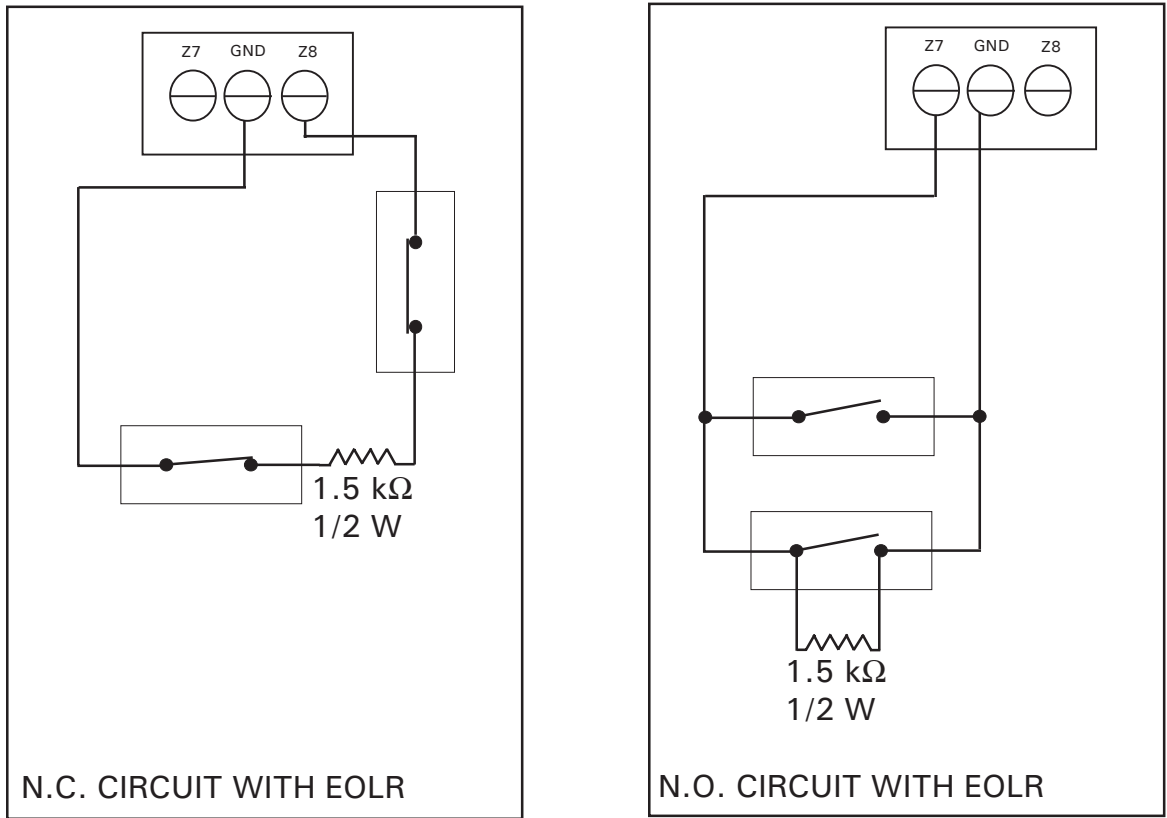 Z7 GND Z8
1.5 kΩ
1/2 W
N.C. CIRCUIT WITH EOLR
Z7 GND Z8
1.5 kΩ
1/2 W
N.O. CIRCUIT WITH EOLR